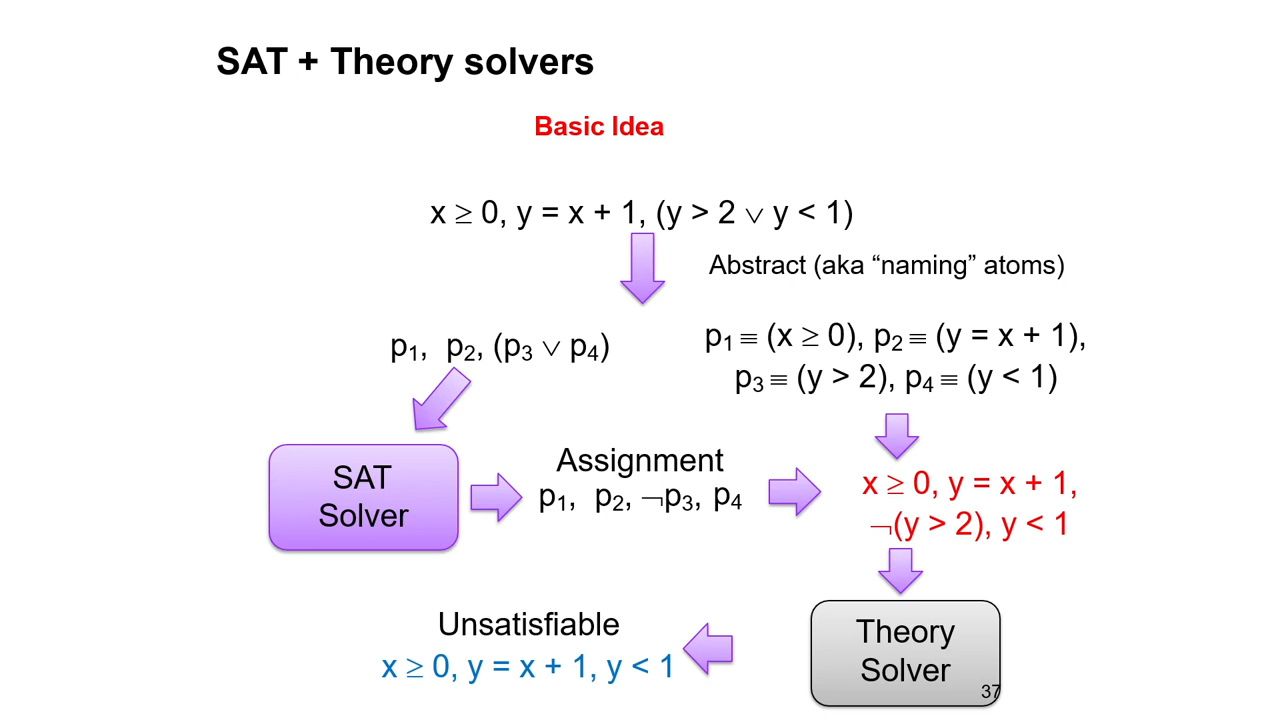 SAT + Theory solvers
Basic Idea
x ≥ 0, y = x + 1, (y > 2 ∨ y < 1)
Abstract (aka “naming” atoms)
p₁, p₂, (p₃ ∨ p₄)
p₁ ≡ (x ≥ 0), p₂ ≡ (y = x + 1),
p₃ ≡ (y > 2), p₄ ≡ (y < 1)
SAT
Solver
Assignment
p₁, p₂, ¬p₃, p₄
x ≥ 0, y = x + 1,
¬(y > 2), y < 1
Theory
Solver
Unsatisfiable
x ≥ 0, y = x + 1, y < 1
37